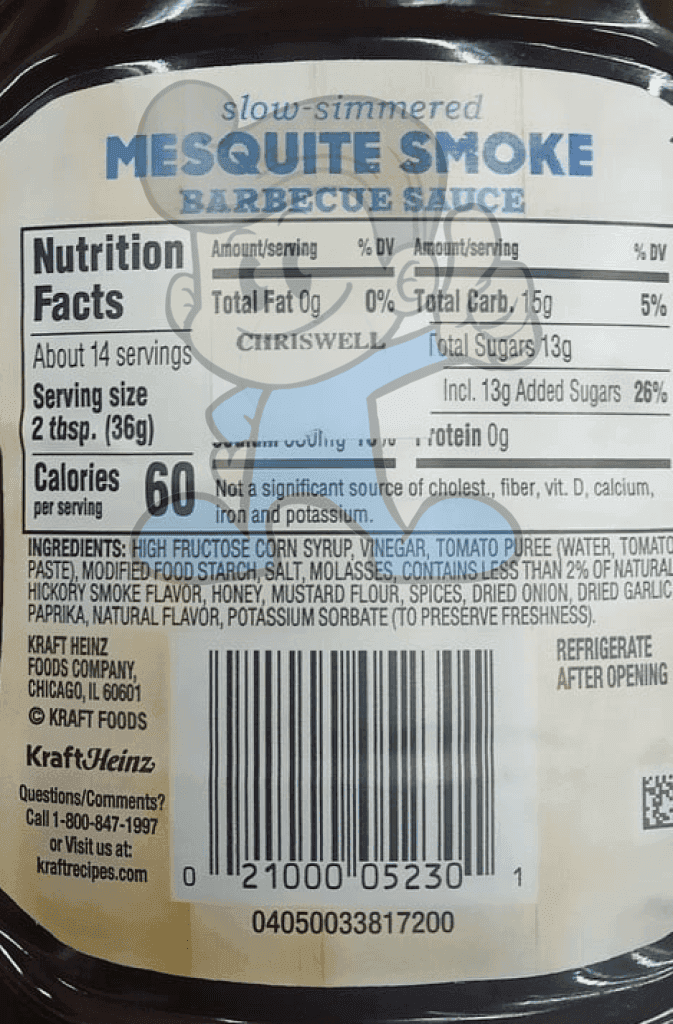 slow-simmered
MESQUITE SMOKE
BARBECUE SAUCE
Nutrition
Facts
About 14 servings
Serving size
2 tbsp. (36g)
Calories 60
per serving
Amount/serving % DV Amount/serving % DV
Total Fat 0g 0% Total Carb. 15g 5%
CHRISWELL Total Sugars 13g
Incl. 13g Added Sugars 26%
Protein 0g
Not a significant source of cholest., fiber, vit. D, calcium,
iron and potassium.
INGREDIENTS: HIGH FRUCTOSE CORN SYRUP, VINEGAR, TOMATO PUREE (WATER, TOMATO
PASTE), MODIFIED FOOD STARCH, SALT, MOLASSES, CONTAINS LESS THAN 2% OF NATURAL
HICKORY SMOKE FLAVOR, HONEY, MUSTARD FLOUR, SPICES, DRIED ONION, DRIED GARLIC
PAPRIKA, NATURAL FLAVOR, POTASSIUM SORBATE (TO PRESERVE FRESHNESS).
KRAFT HEINZ
FOODS COMPANY,
CHICAGO, IL 60601
© KRAFT FOODS
KraftHeinz
Questions/Comments?
Call 1-800-847-1997
or Visit us at:
kraftrecipes.com
REFRIGERATE
AFTER OPENING
0 21000 05230 1
04050033817200